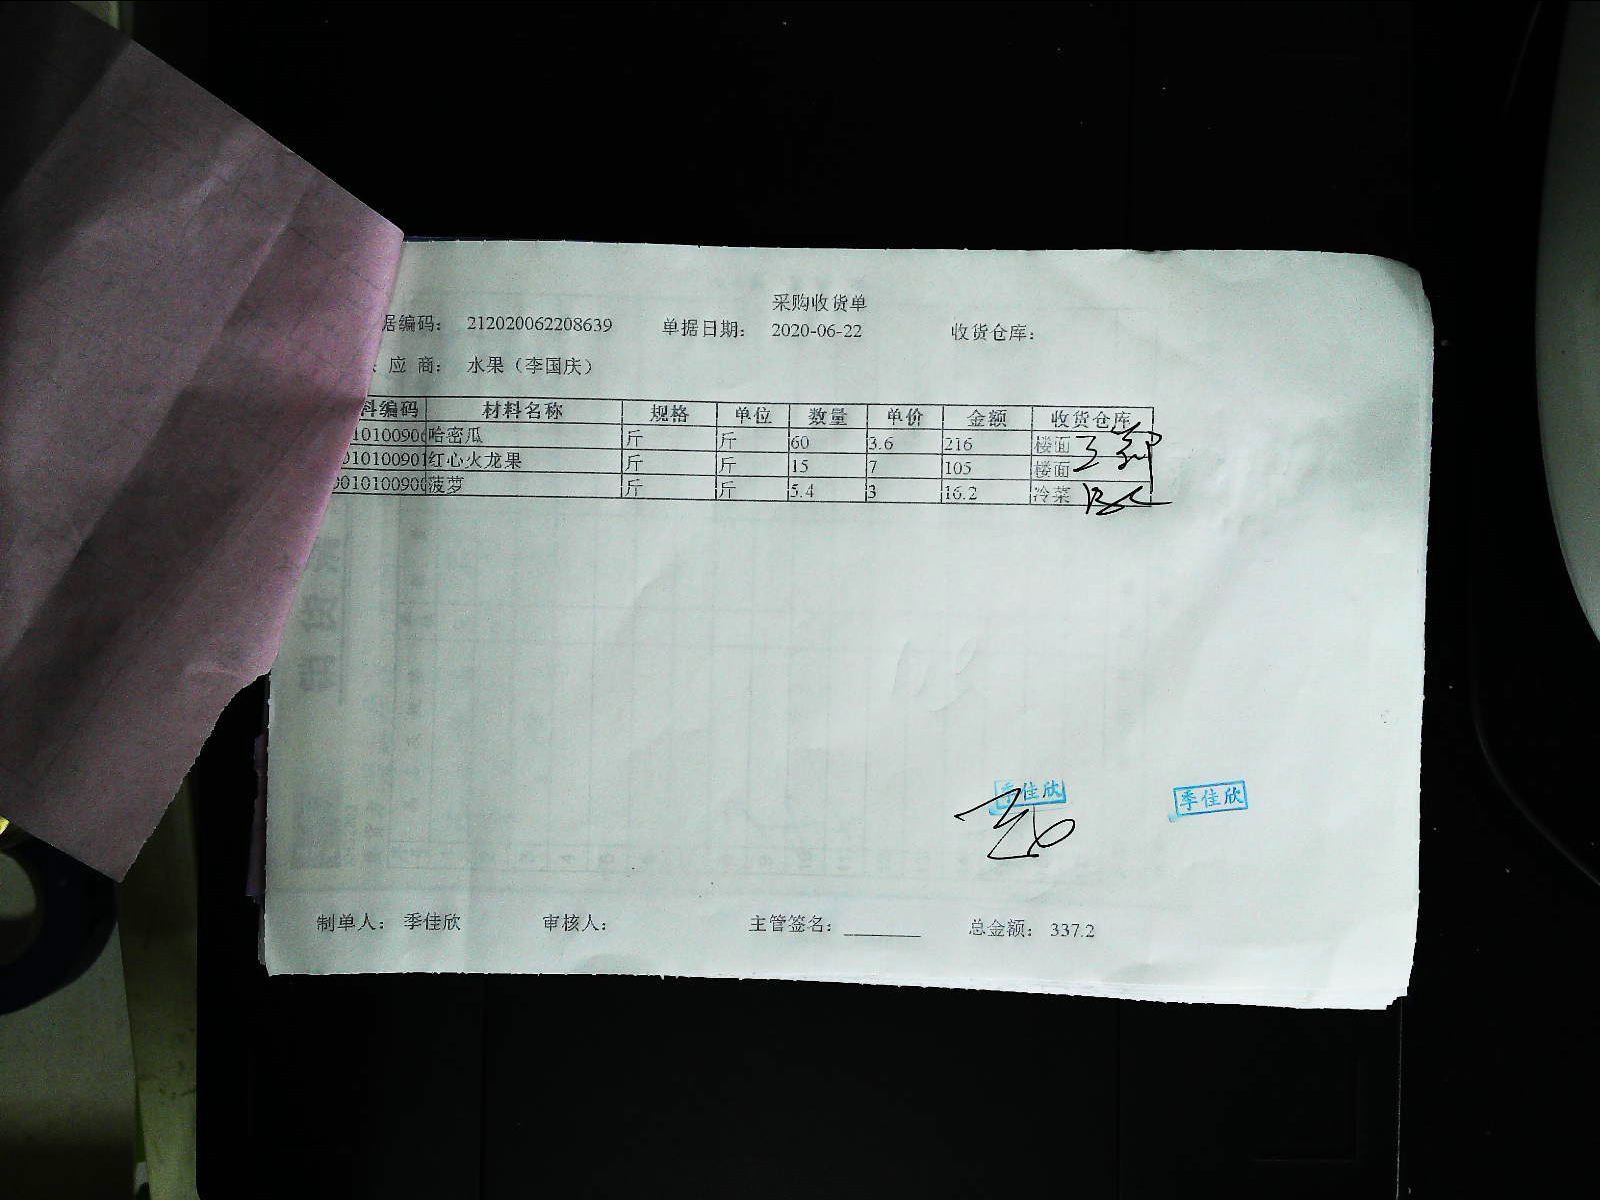 采购收货单
据编码： 212020062208639 单据日期： 2020-06-22 收货仓库：
应 商： 水果（李国庆）
料编码 材料名称 规格 单位 数量 单价 金额 收货仓库
哈密瓜 斤 斤 60 3.6 216 楼面
红心火龙果 斤 斤 15 7 105 楼面
菠萝 斤 斤 5.4 3 16.2 冷菜
季佳欣 季佳欣
制单人： 季佳欣 审核人： 主管签名： 总金额： 337.2